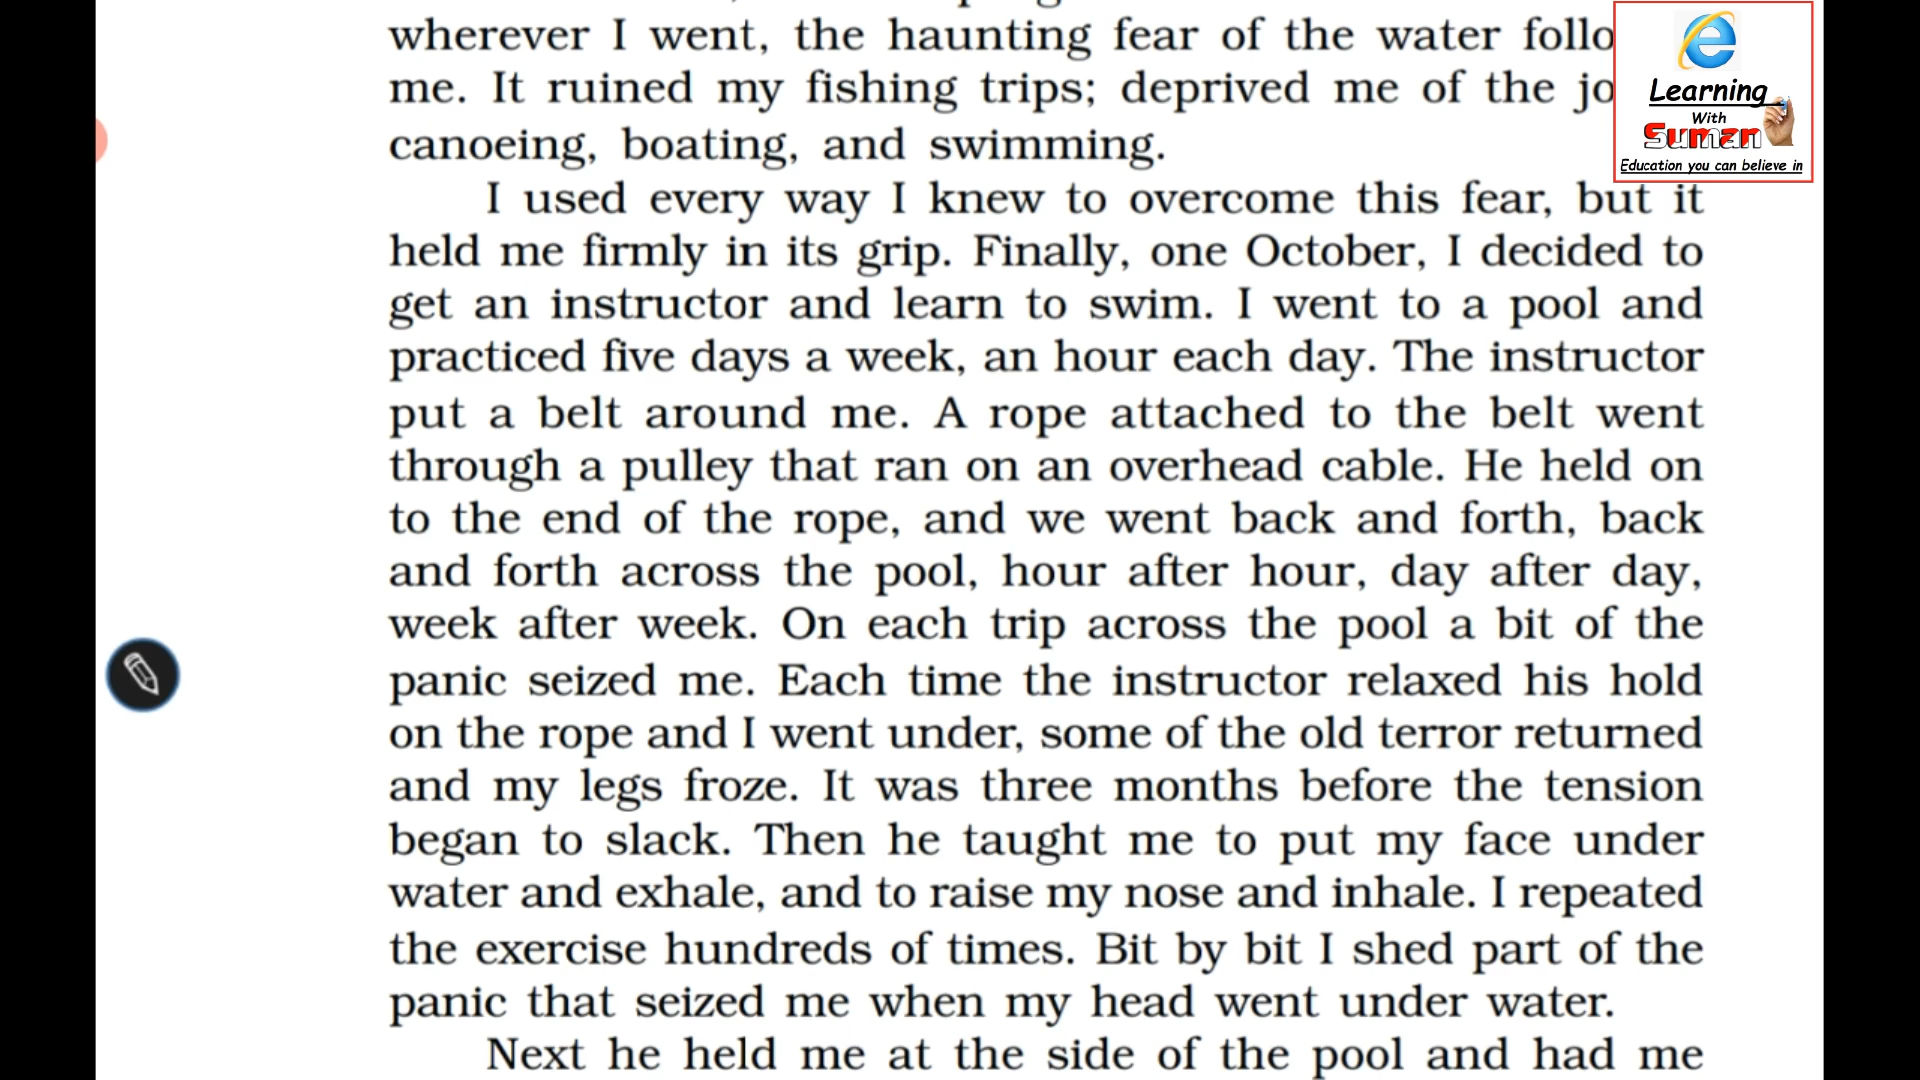 wherever I went, the haunting fear of the water
me. It ruined my fishing trips; deprived me of the
canoeing, boating, and swimming.
I used every way I knew to overcome this fear, but it
held me firmly in its grip. Finally, one October, I decided to
get an instructor and learn to swim. I went to a pool and
practiced five days a week, an hour each day. The instructor
put a belt around me. A rope attached to the belt went
through a pulley that ran on an overhead cable. He held on
to the end of the rope, and we went back and forth, back
and forth across the pool, hour after hour, day after day,
week after week. On each trip across the pool a bit of the
panic seized me. Each time the instructor relaxed his hold
on the rope and I went under, some of the old terror returned
and my legs froze. It was three months before the tension
began to slack. Then he taught me to put my face under
water and exhale, and to raise my nose and inhale. I repeated
the exercise hundreds of times. Bit by bit I shed part of the
panic that seized me when my head went under water.
Next he held me at the side of the pool and had me
e
Learning
With
Suman
Education you can believe in